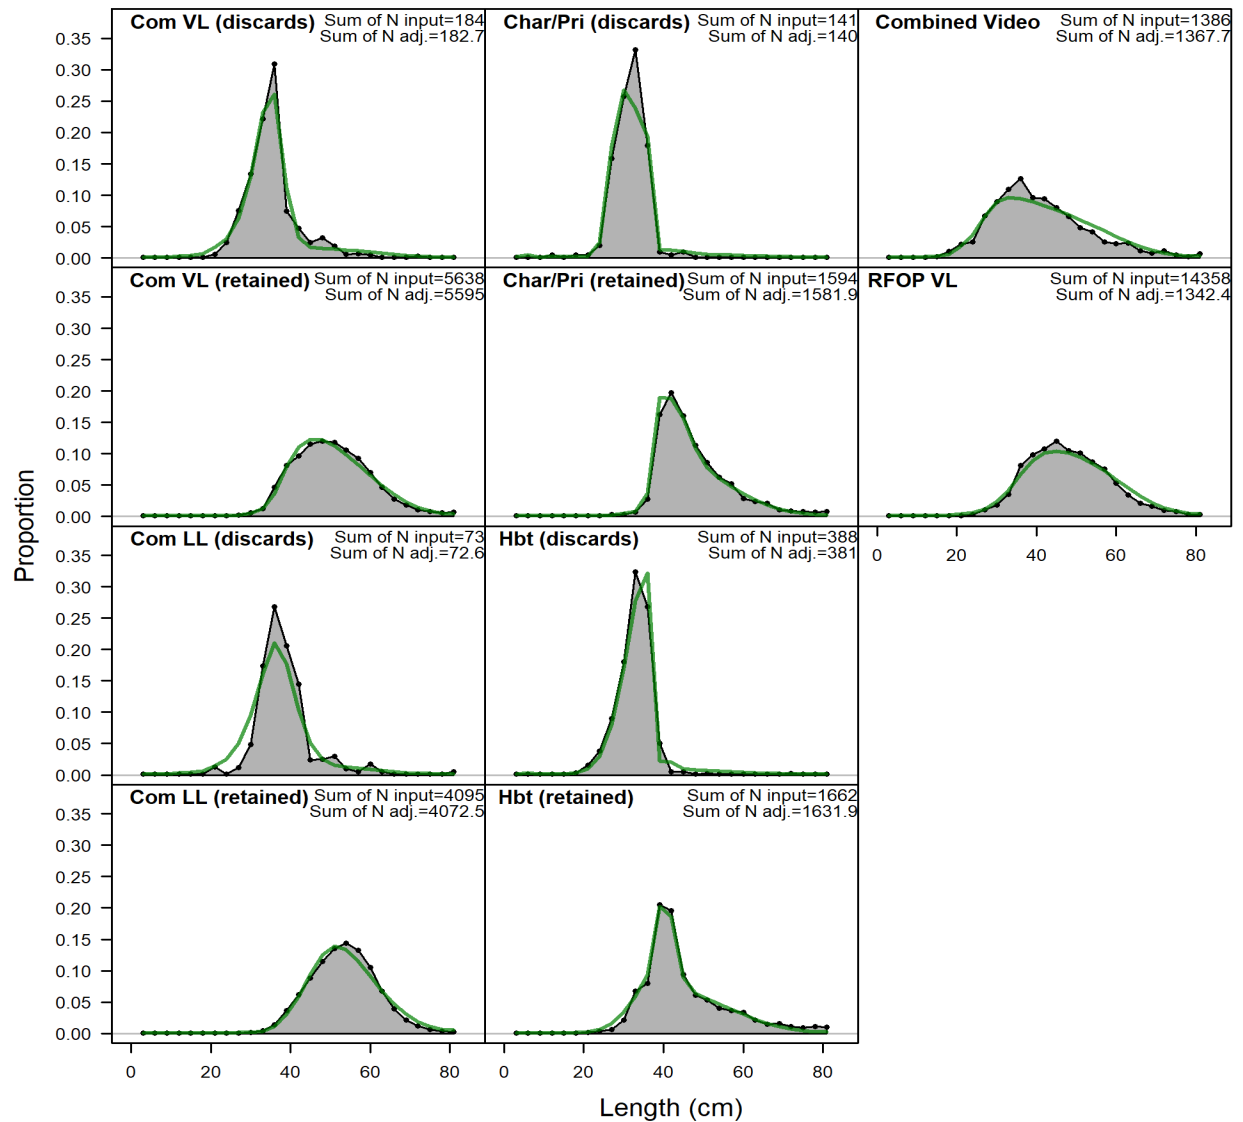 Com VL (discards)
Sum of N input=184
Sum of N adj.=182.7
Char/Pri (discards)
Sum of N input=141
Sum of N adj.=140
Combined Video
Sum of N input=1386
Sum of N adj.=1367.7
0.35
0.30
0.25
0.20
0.15
0.10
0.05
0.00
Com VL (retained)
Sum of N input=5638
Sum of N adj.=5595
Char/Pri (retained)
Sum of N input=1594
Sum of N adj.=1581.9
RFOP VL
Sum of N input=14358
Sum of N adj.=1342.4
0.35
0.30
0.25
0.20
0.15
0.10
0.05
0.00
0 20 40 60 80
Proportion
Com LL (discards)
Sum of N input=73
Sum of N adj.=72.6
Hbt (discards)
Sum of N input=388
Sum of N adj.=381
0.35
0.30
0.25
0.20
0.15
0.10
0.05
0.00
Com LL (retained)
Sum of N input=4095
Sum of N adj.=4072.5
Hbt (retained)
Sum of N input=1662
Sum of N adj.=1631.9
0.35
0.30
0.25
0.20
0.15
0.10
0.05
0.00
0 20 40 60 80
0 20 40 60 80
Length (cm)